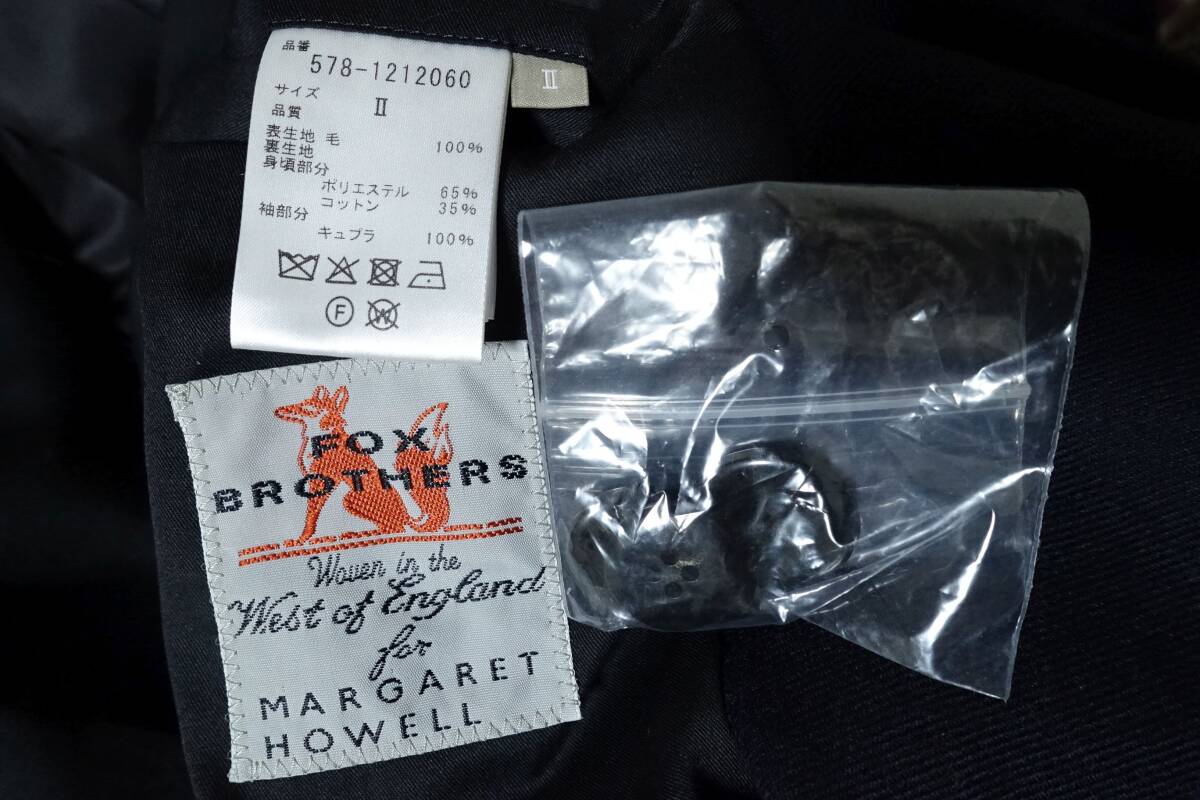 品番
578-1212060
サイズ
Ⅱ
品質
表生地 毛 100%
裏生地
身頃部分
ポリエステル 65%
コットン 35%
袖部分
キュプラ 100%
F W
Ⅱ
FOX
BROTHERS
Woven in the
West of England
for
MARGARET
HOWELL